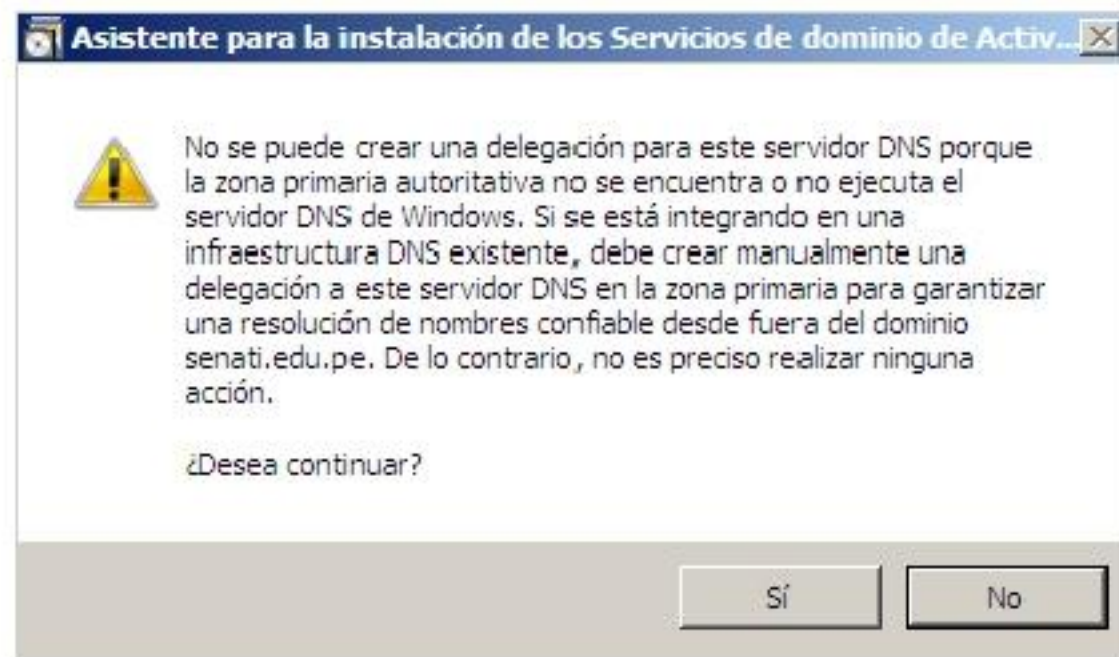 Asistente para la instalación de los Servicios de dominio de Activ...
No se puede crear una delegación para este servidor DNS porque
la zona primaria autoritativa no se encuentra o no ejecuta el
servidor DNS de Windows. Si se está integrando en una
infraestructura DNS existente, debe crear manualmente una
delegación a este servidor DNS en la zona primaria para garantizar
una resolución de nombres confiable desde fuera del dominio
senati.edu.pe. De lo contrario, no es preciso realizar ninguna
acción.
¿Desea continuar?
Sí
No